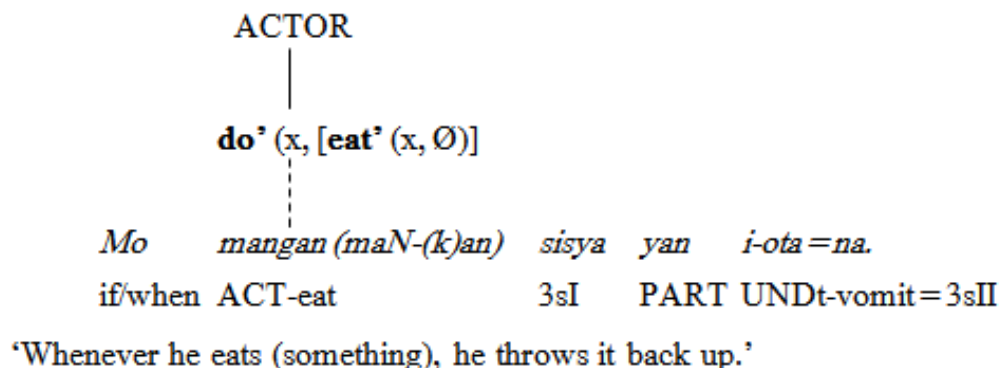 ACTOR
do’ (x, [eat’ (x, Ø)]
Mo mangan (maN-(k)an) sisya yan i-ota=na.
if/when ACT-eat 3sI PART UNDt-vomit=3sII
‘Whenever he eats (something), he throws it back up.’